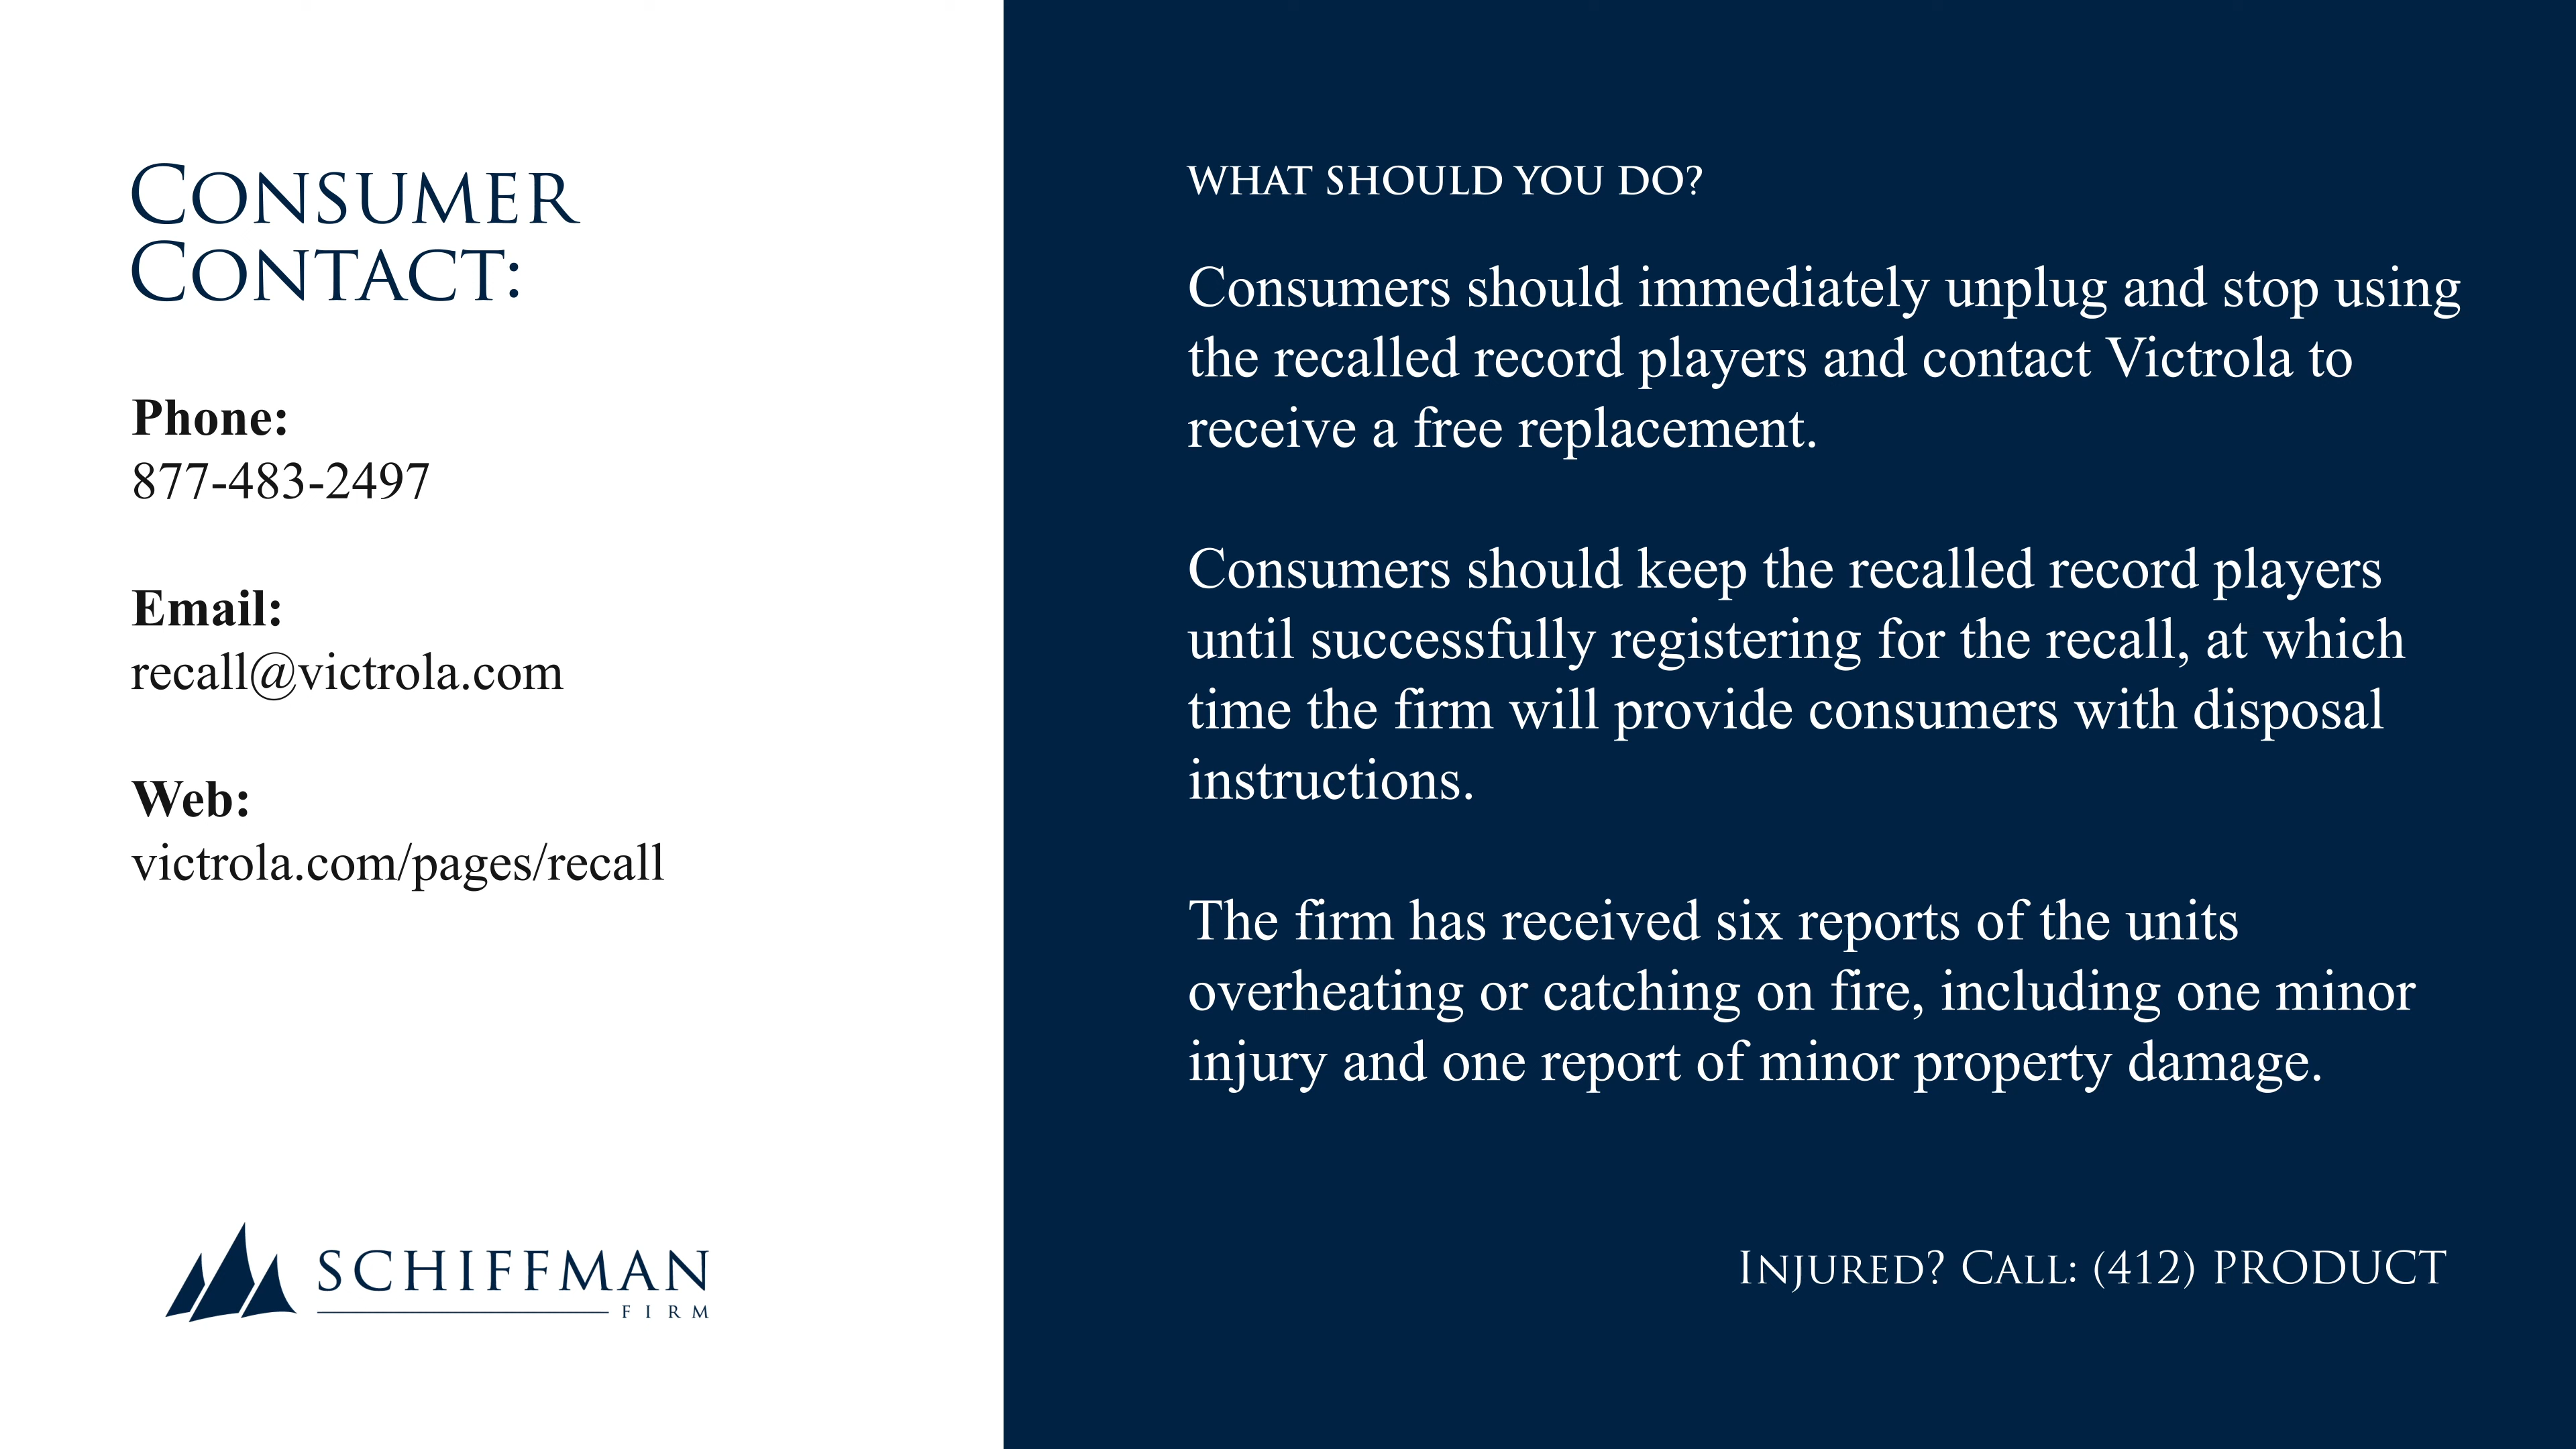 CONSUMER
CONTACT:
Phone:
877-483-2497
Email:
recall@victrola.com
Web:
victrola.com/pages/recall
SCHIFFMAN
FIRM
WHAT SHOULD YOU DO?
Consumers should immediately unplug and stop using
the recalled record players and contact Victrola to
receive a free replacement.
Consumers should keep the recalled record players
until successfully registering for the recall, at which
time the firm will provide consumers with disposal
instructions.
The firm has received six reports of the units
overheating or catching on fire, including one minor
injury and one report of minor property damage.
INJURED? CALL: (412) PRODUCT